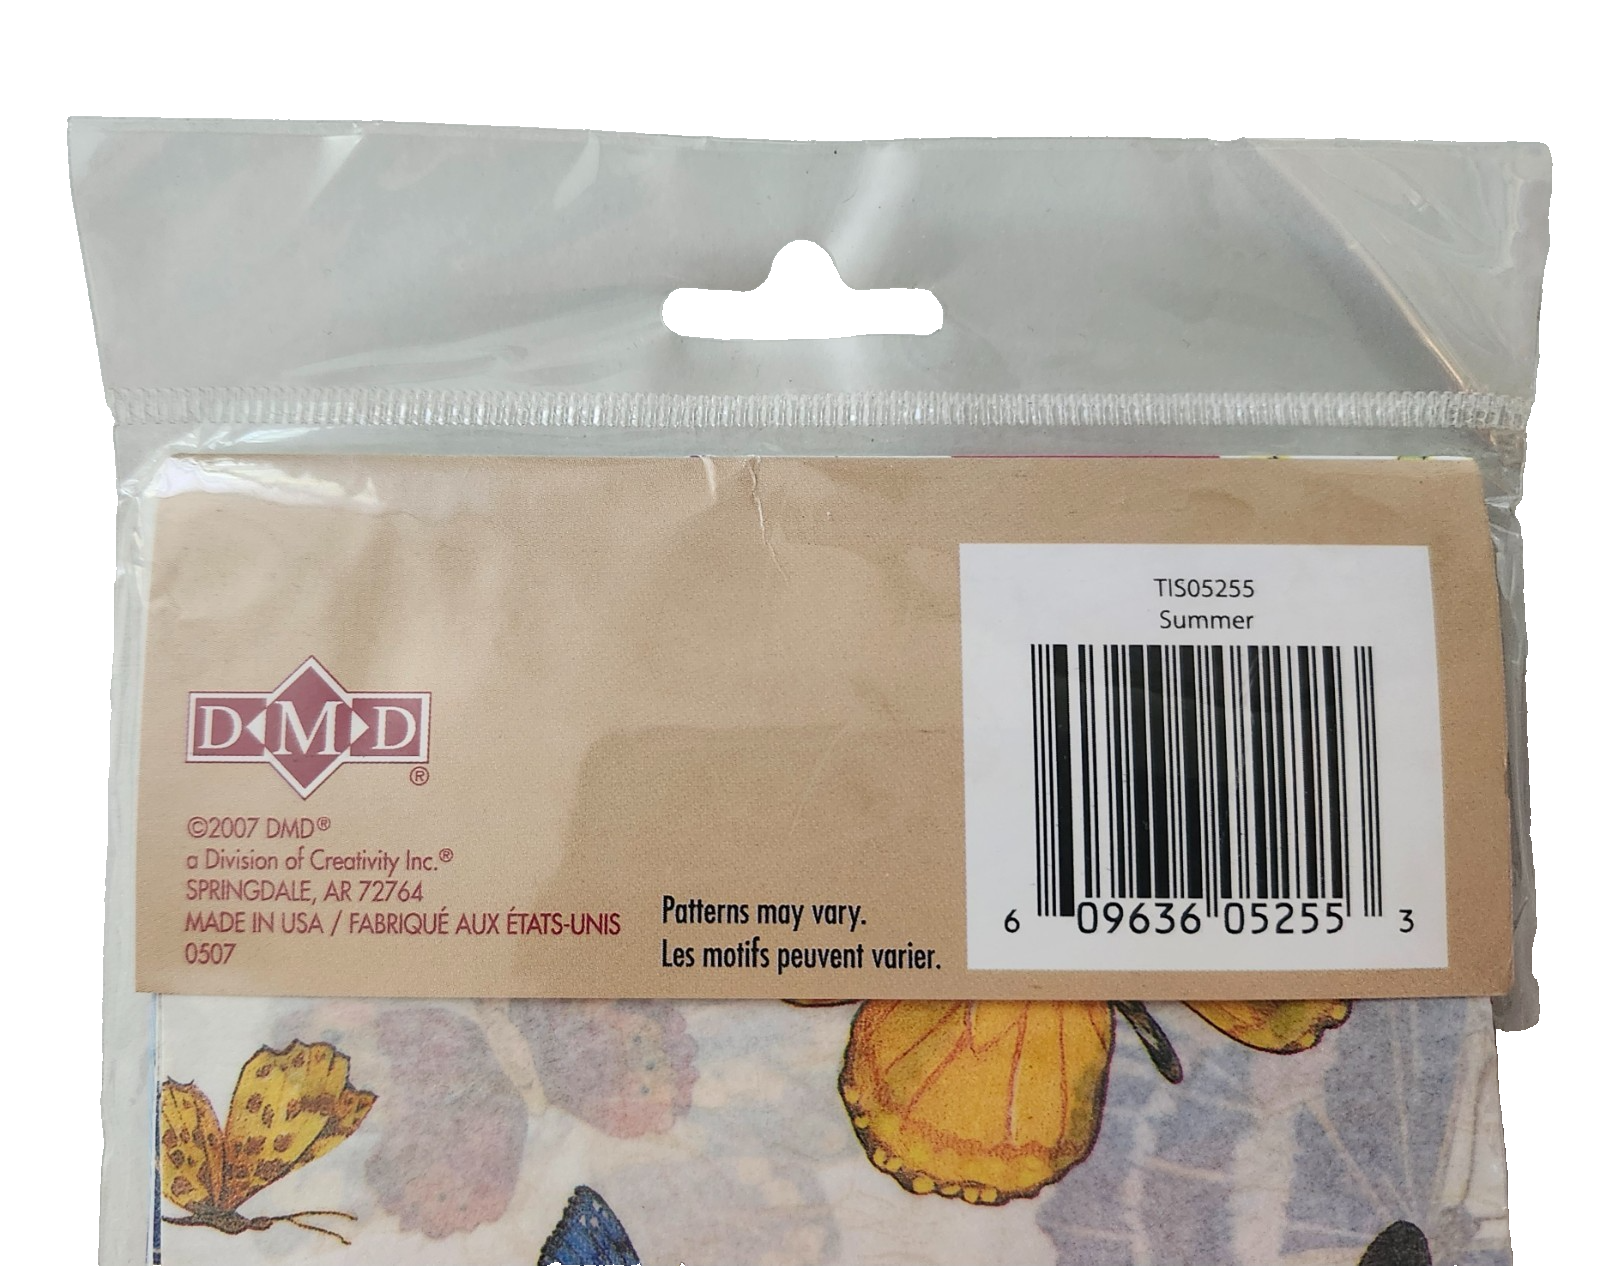 TIS05255
Summer
6 09636 05255 3
DMD®
©2007 DMD®
a Division of Creativity Inc.®
SPRINGDALE, AR 72764
MADE IN USA / FABRIQUÉ AUX ÉTATS-UNIS
0507
Patterns may vary.
Les motifs peuvent varier.